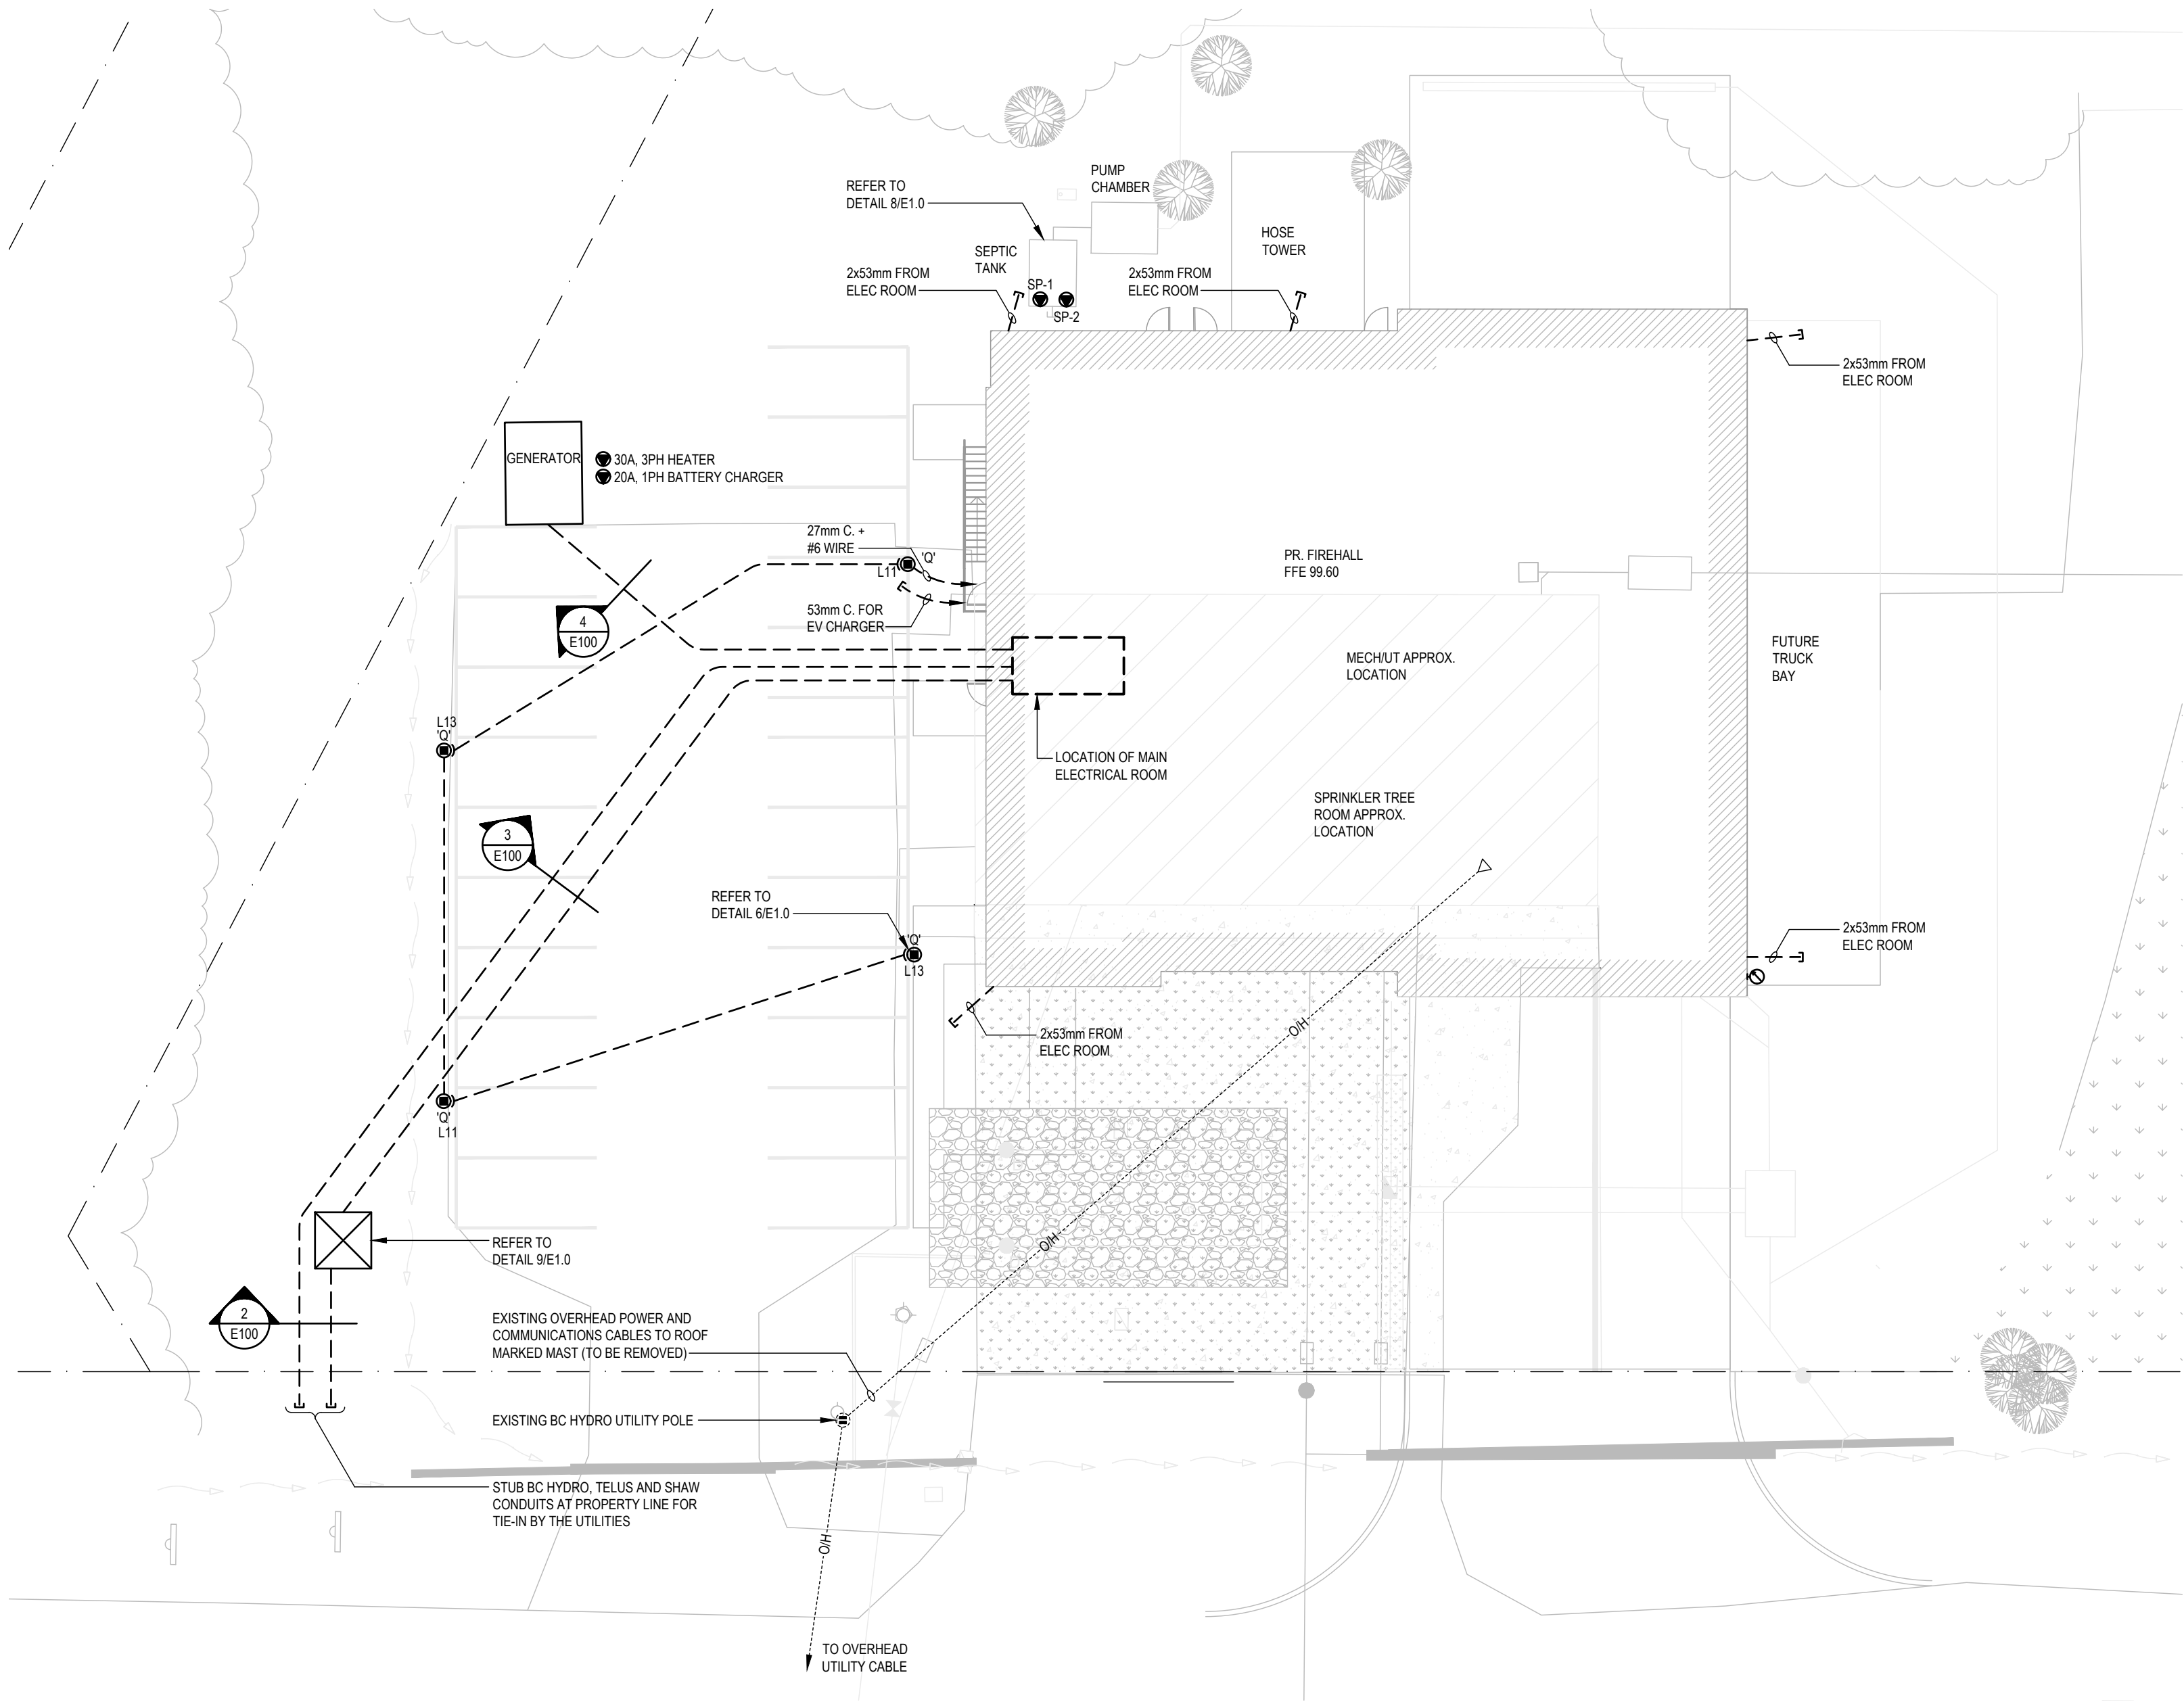 PUMP
CHAMBER
REFER TO
DETAIL 8/E1.0
HOSE
TOWER
SEPTIC
TANK
2x53mm FROM
ELEC ROOM
SP-1
SP-2
2x53mm FROM
ELEC ROOM
2x53mm FROM
ELEC ROOM
GENERATOR
30A, 3PH HEATER
20A, 1PH BATTERY CHARGER
27mm C. +
#6 WIRE
'Q'
L11
53mm C. FOR
EV CHARGER
PR. FIREHALL
FFE 99.60
4
E100
FUTURE
TRUCK
BAY
MECH/UT APPROX.
LOCATION
L13
'Q'
LOCATION OF MAIN
ELECTRICAL ROOM
SPRINKLER TREE
ROOM APPROX.
LOCATION
3
E100
REFER TO
DETAIL 6/E1.0
'Q'
L13
2x53mm FROM
ELEC ROOM
2x53mm FROM
ELEC ROOM
O/H
'Q'
L11
O/H
REFER TO
DETAIL 9/E1.0
2
E100
EXISTING OVERHEAD POWER AND
COMMUNICATIONS CABLES TO ROOF
MARKED MAST (TO BE REMOVED)
EXISTING BC HYDRO UTILITY POLE
STUB BC HYDRO, TELUS AND SHAW
CONDUITS AT PROPERTY LINE FOR
TIE-IN BY THE UTILITIES
O/H
TO OVERHEAD
UTILITY CABLE